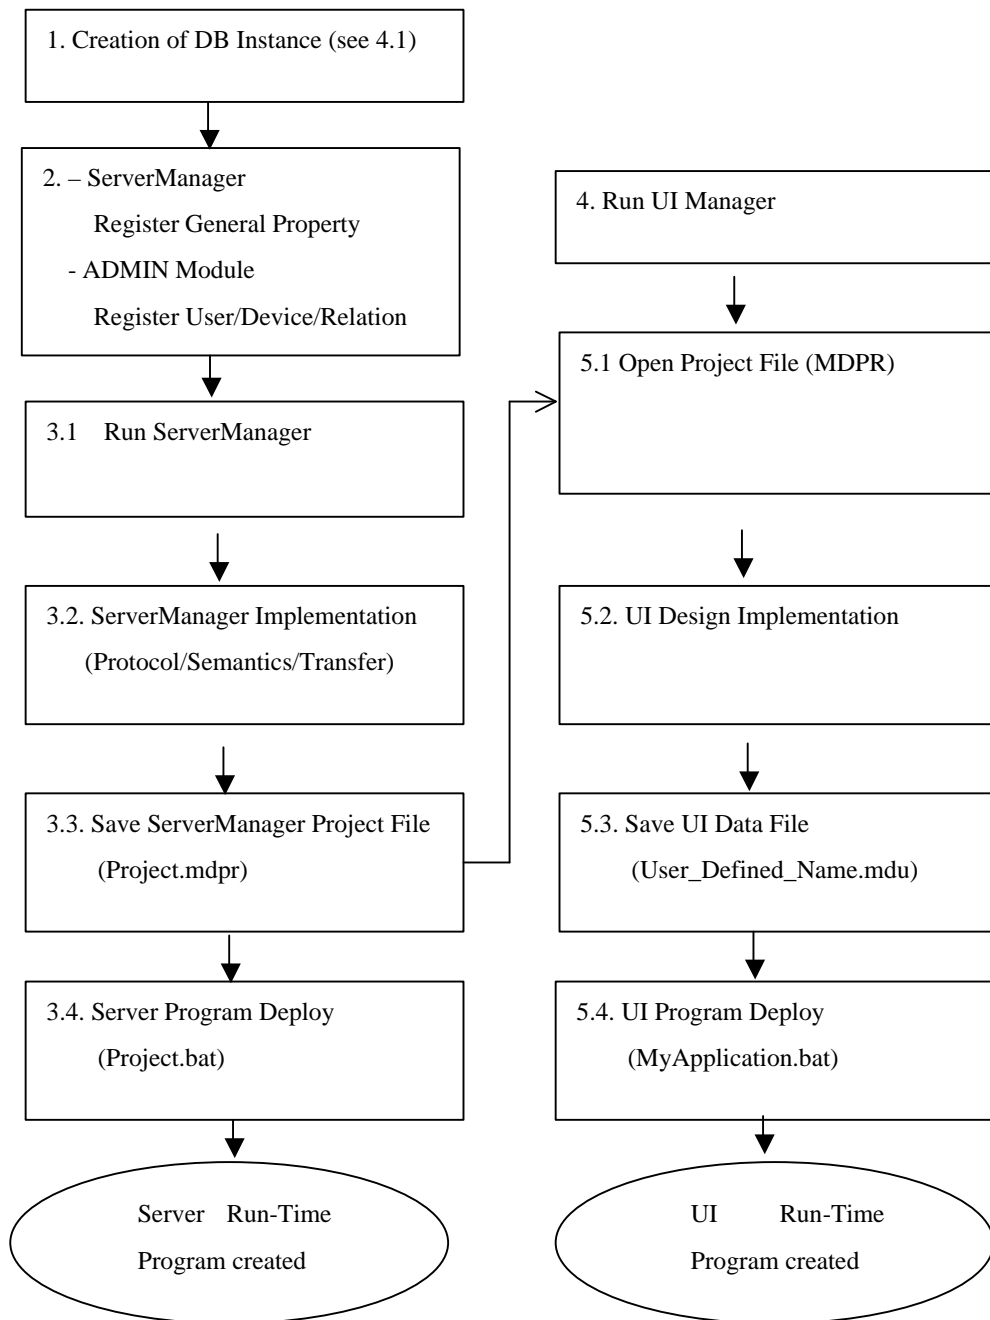 1. Creation of DB Instance (see 4.1)
2. – ServerManager
Register General Property
- ADMIN Module
Register User/Device/Relation
3.1 Run ServerManager
3.2. ServerManager Implementation
(Protocol/Semantics/Transfer)
3.3. Save ServerManager Project File
(Project.mdpr)
3.4. Server Program Deploy
(Project.bat)
Server Run-Time
Program created
4. Run UI Manager
5.1 Open Project File (MDPR)
5.2. UI Design Implementation
5.3. Save UI Data File
(User_Defined_Name.mdu)
5.4. UI Program Deploy
(MyApplication.bat)
UI Run-Time
Program created